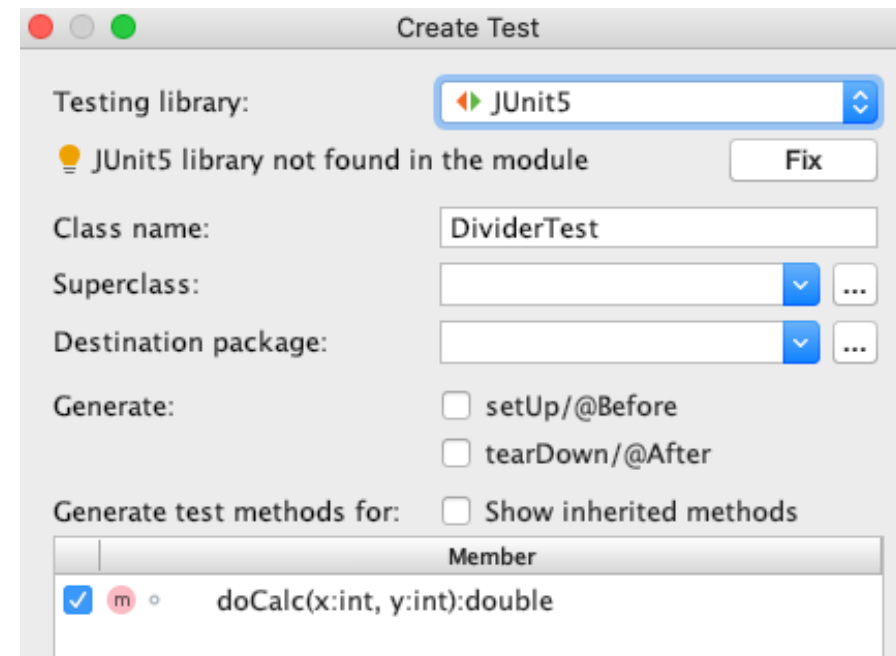 Create Test
Testing library: JUnit5
JUnit5 library not found in the module Fix
Class name: DividerTest
Superclass: ...
Destination package: ...
Generate: setUp/@Before
tearDown/@After
Generate test methods for: Show inherited methods
Member
m doCalc(x:int, y:int):double